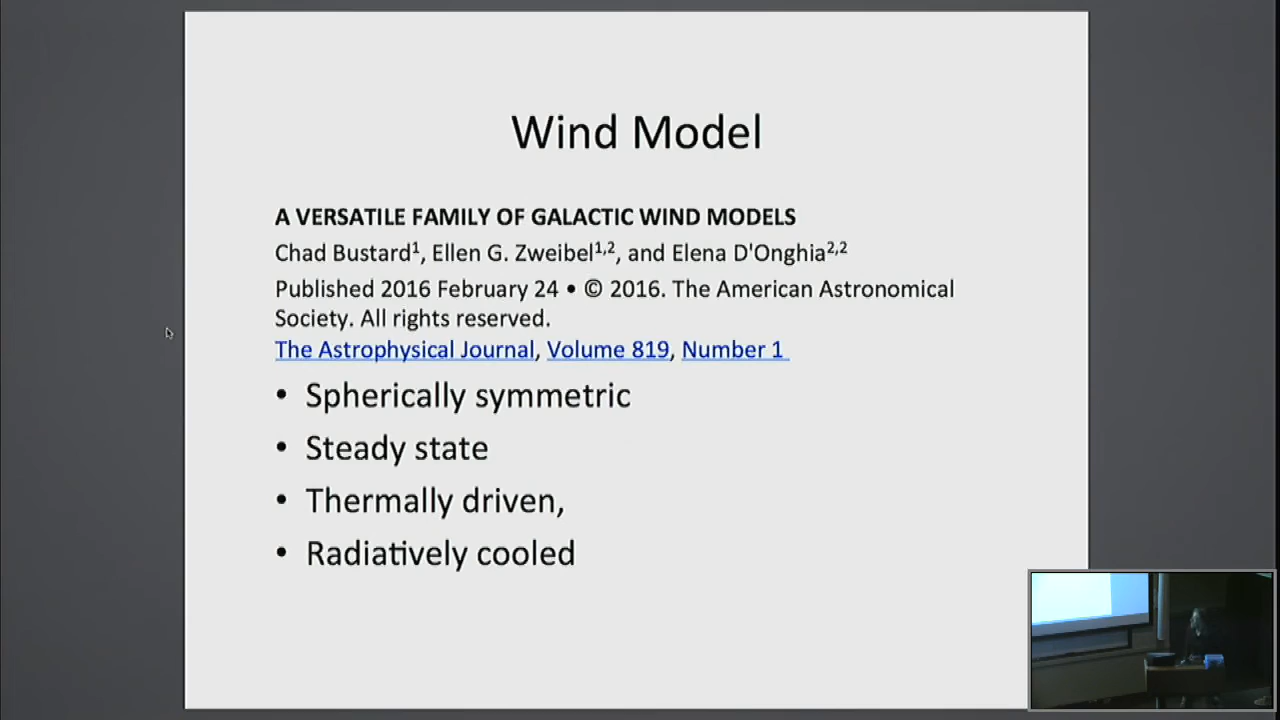 Wind Model
A VERSATILE FAMILY OF GALACTIC WIND MODELS
Chad Bustard1, Ellen G. Zweibel1,2, and Elena D'Onghia2,2
Published 2016 February 24 • © 2016. The American Astronomical
Society. All rights reserved.
The Astrophysical Journal, Volume 819, Number 1
• Spherically symmetric
• Steady state
• Thermally driven,
• Radiatively cooled